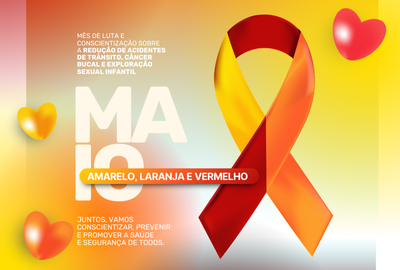 MÊS DE LUTA E
CONSCIENTIZAÇÃO SOBRE
A REDUÇÃO DE ACIDENTES
DE TRÂNSITO, CÂNCER
BUCAL E EXPLORAÇÃO
SEXUAL INFANTIL
MA
IO
AMARELO, LARANJA E VERMELHO
JUNTOS, VAMOS
CONSCIENTIZAR, PREVENIR
E PROMOVER A SAÚDE
E SEGURANÇA DE TODOS.